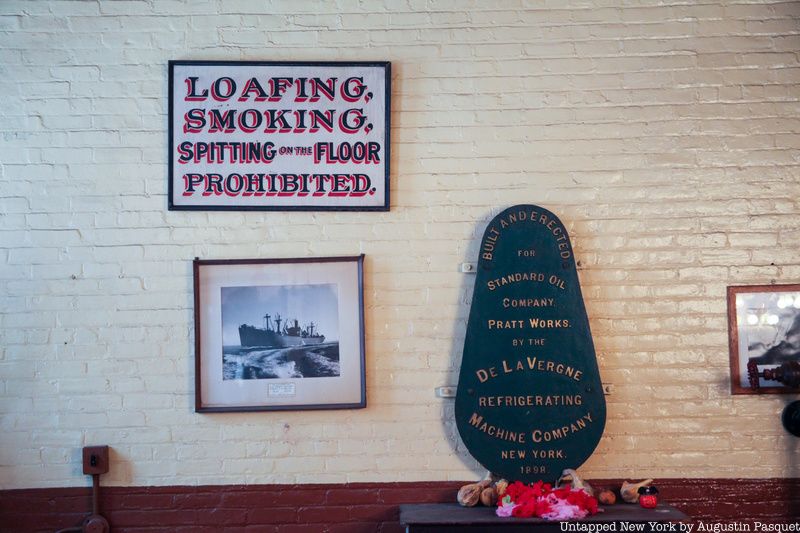 LOAFING,
SMOKING,
SPITTING ON THE FLOOR
PROHIBITED.
BUILT AND ERECTED
FOR
STANDARD OIL
COMPANY.
PRATT WORKS.
BY THE
DE LA VERGNE
REFRIGERATING
MACHINE COMPANY
NEW YORK.
1898.
Untapped New York by Augustin Pasquet